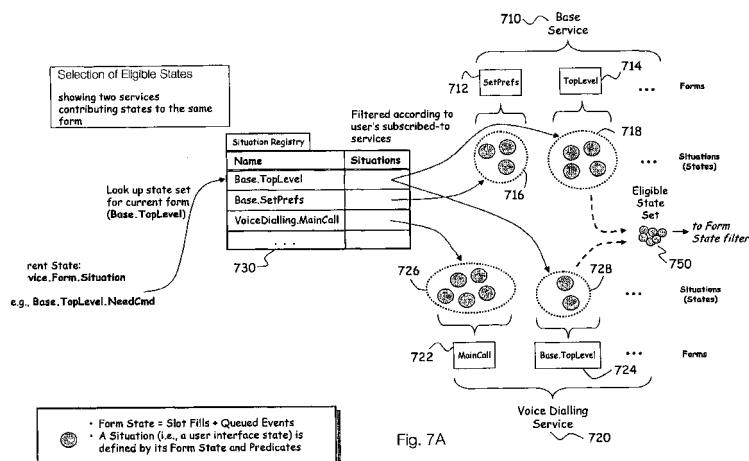 710
Base
Service
Selection of Eligible States
showing two services
contributing states to the same
form
712
SetPrefs
TopLevel
714
...
Forms
Filtered according to
user's subscribed-to
services
Situation Registry
Name
Situations
Base.TopLevel
Base.SetPrefs
VoiceDialling.MainCall
. . .
730
Look up state set
for current form
(Base.TopLevel)
rent State:
vice.Form.Situation
e.g., Base.TopLevel.NeedCmd
716
718
...
Situations
(States)
Eligible
State
Set
to Form
State filter
750
726
728
...
Situations
(States)
722
MainCall
Base.TopLevel
724
...
Forms
Voice Dialling
Service
720
• Form State = Slot Fills + Queued Events
• A Situation (i.e., a user interface state) is
defined by its Form State and Predicates
Fig. 7A